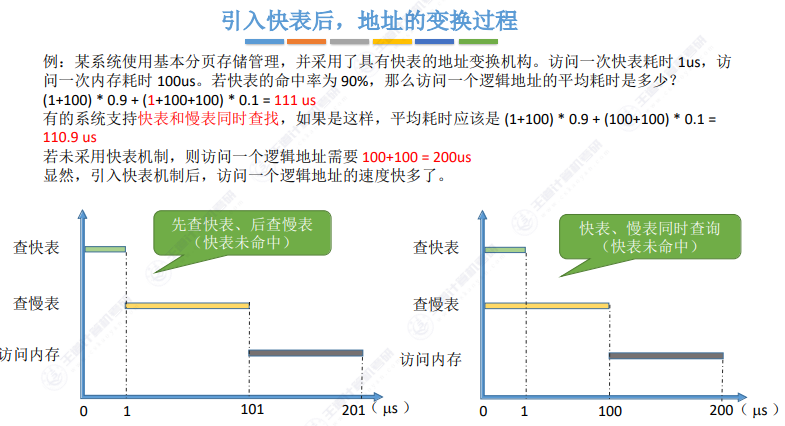 引入快表后，地址的变换过程
例：某系统使用基本分页存储管理，并采用了具有快表的地址变换机构。访问一次快表耗时 1us，访
问一次内存耗时 100us。若快表的命中率为 90%，那么访问一个逻辑地址的平均耗时是多少？
(1+100) * 0.9 + (1+100+100) * 0.1 = 111 us
有的系统支持快表和慢表同时查找，如果是这样，平均耗时应该是 (1+100) * 0.9 + (100+100) * 0.1 =
110.9 us
若未采用快表机制，则访问一个逻辑地址需要 100+100 = 200us
显然，引入快表机制后，访问一个逻辑地址的速度快多了。
先查快表、后查慢表
（快表未命中）
查快表
查慢表
访问内存
0 1 101 201 （ μs ）
快表、慢表同时查询
（快表未命中）
查快表
查慢表
访问内存
0 1 100 200 （ μs ）